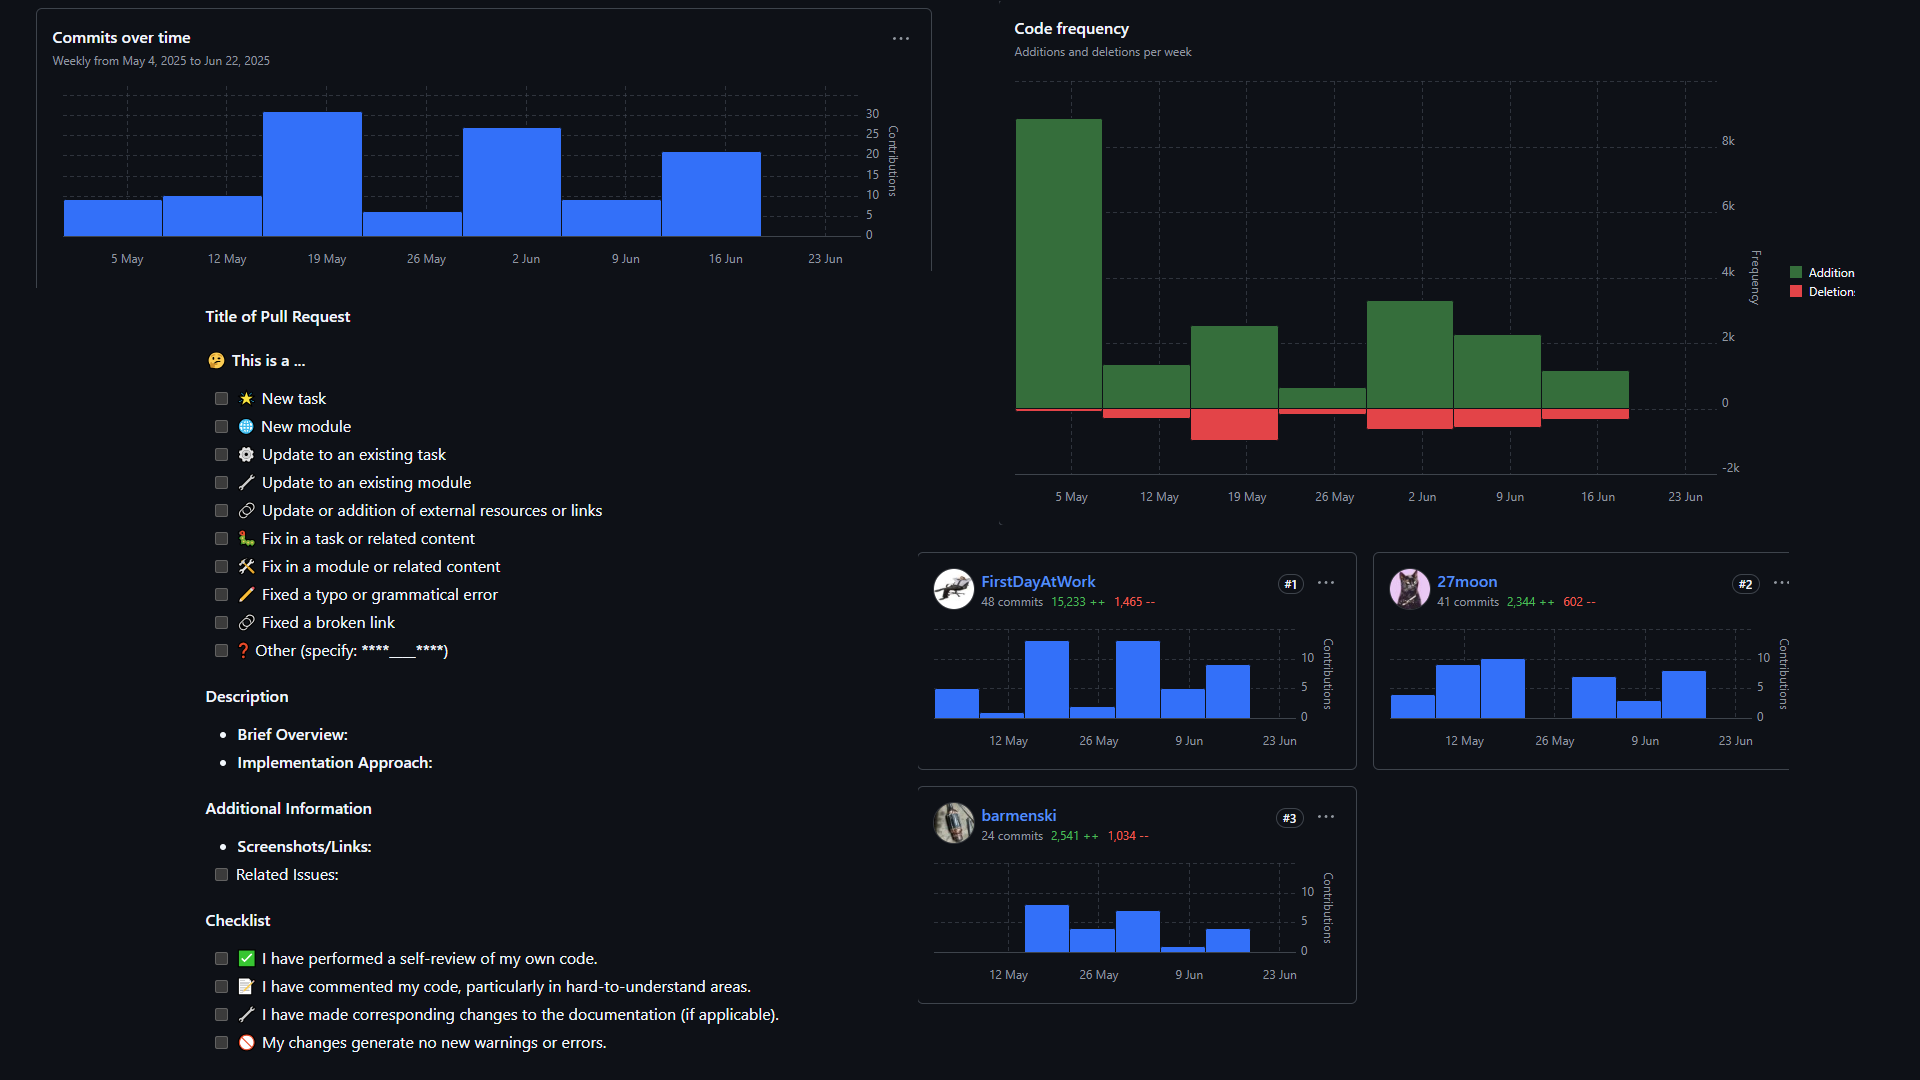 Commits over time
Weekly from May 4, 2025 to Jun 22, 2025
30
25
20
15
10
5
0
Contributions
5 May 12 May 19 May 26 May 2 Jun 9 Jun 16 Jun 23 Jun
Code frequency
Additions and deletions per week
8k
6k
4k
2k
0
-2k
Frequency
Addition
Deletions
5 May 12 May 19 May 26 May 2 Jun 9 Jun 16 Jun 23 Jun
Title of Pull Request
🤔 This is a ...
🌟 New task
🌐 New module
⚙️ Update to an existing task
🔧 Update to an existing module
🔗 Update or addition of external resources or links
🐛 Fix in a task or related content
🛠️ Fix in a module or related content
✏️ Fixed a typo or grammatical error
🔗 Fixed a broken link
❓ Other (specify: ****____****)
Description
• Brief Overview:
• Implementation Approach:
Additional Information
• Screenshots/Links:
Related Issues:
Checklist
✅ I have performed a self-review of my own code.
📝 I have commented my code, particularly in hard-to-understand areas.
🔧 I have made corresponding changes to the documentation (if applicable).
🚫 My changes generate no new warnings or errors.
FirstDayAtWork #1
48 commits 15,233 ++ 1,465 --
10
5
0
Contributions
12 May 26 May 9 Jun 23 Jun
27moon #2
41 commits 2,344 ++ 602 --
10
5
0
Contributions
12 May 26 May 9 Jun 23 Jun
barmenski #3
24 commits 2,541 ++ 1,034 --
10
5
0
Contributions
12 May 26 May 9 Jun 23 Jun